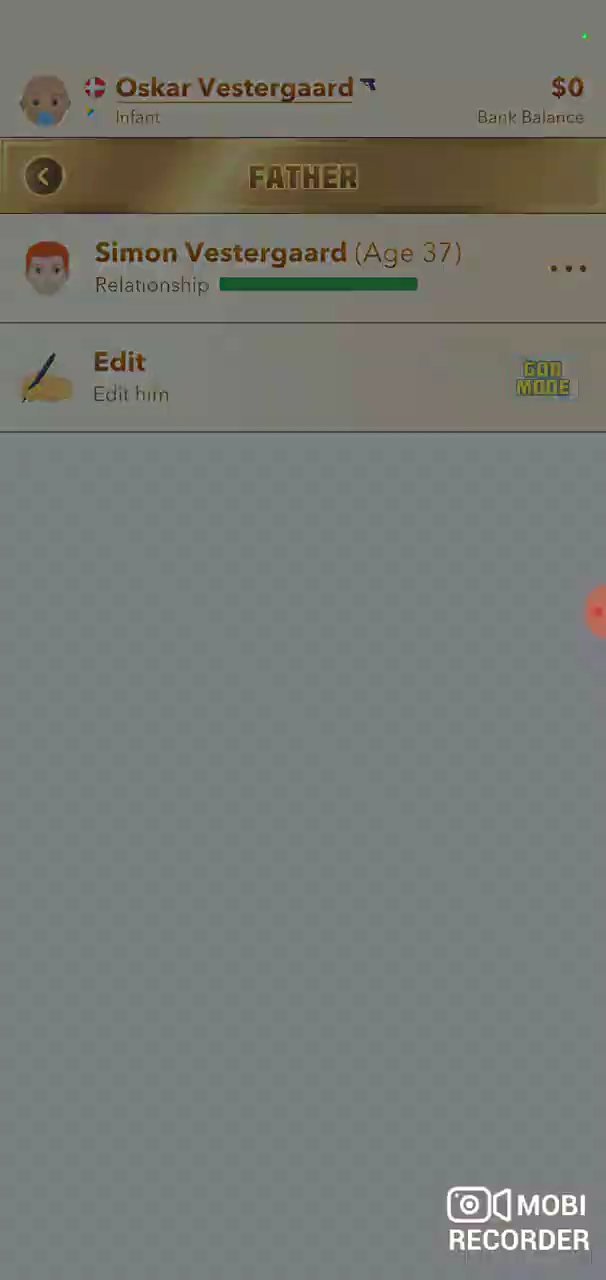 Oskar Vestergaard
$0
Infant
Bank Balance
FATHER
Simon Vestergaard (Age 37)
Relationship
Edit
Edit him
GOD
MODE
MOBI
RECORDER